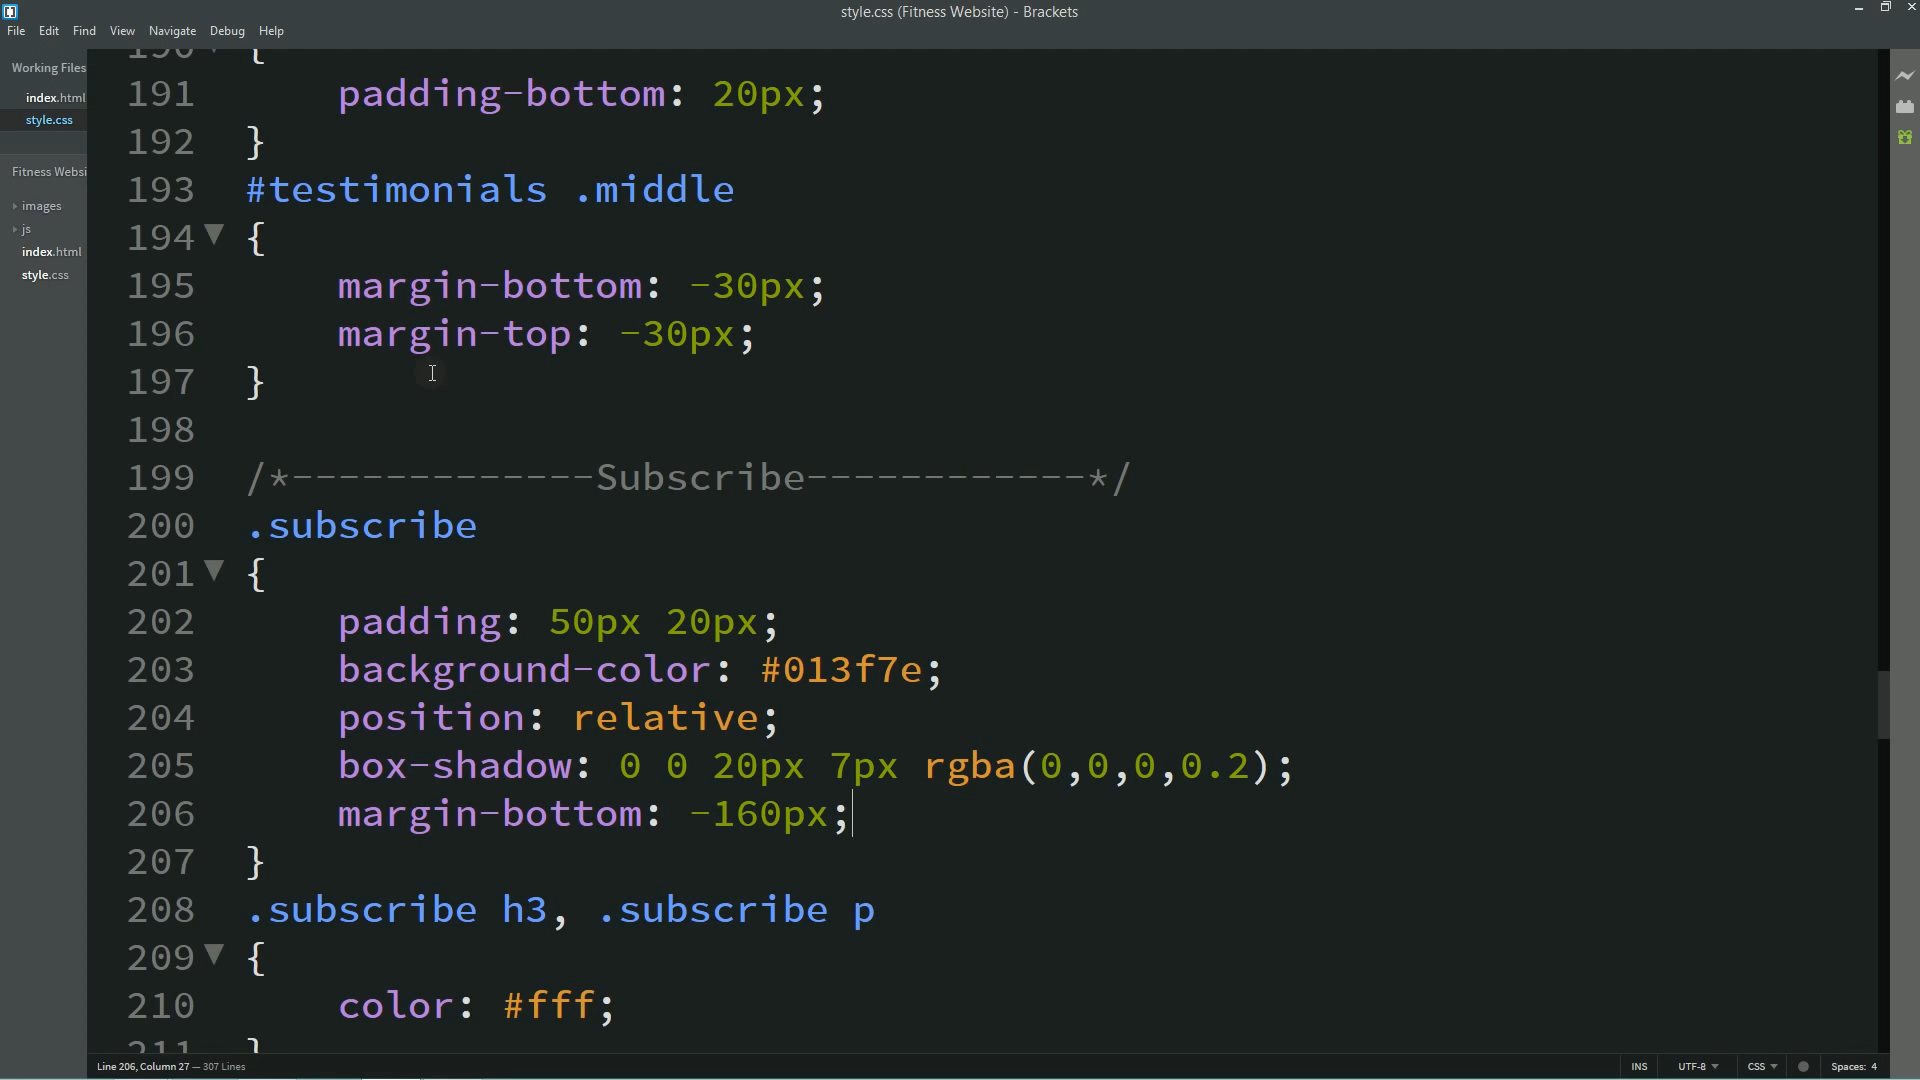 style.css (Fitness Website) - Brackets
File Edit Find View Navigate Debug Help
Working Files
index.html
style.css
Fitness Websi
images
js
index.html
style.css
190 {
191 padding-bottom: 20px;
192 }
193 #testimonials .middle
194 {
195 margin-bottom: -30px;
196 margin-top: -30px;
197 }
198
199 /*-------------Subscribe------------*/
200 .subscribe
201 {
202 padding: 50px 20px;
203 background-color: #013f7e;
204 position: relative;
205 box-shadow: 0 0 20px 7px rgba(0,0,0,0.2);
206 margin-bottom: -160px;
207 }
208 .subscribe h3, .subscribe p
209 {
210 color: #fff;
211 }
Line 206, Column 27 — 307 Lines
INS UTF-8 CSS Spaces: 4